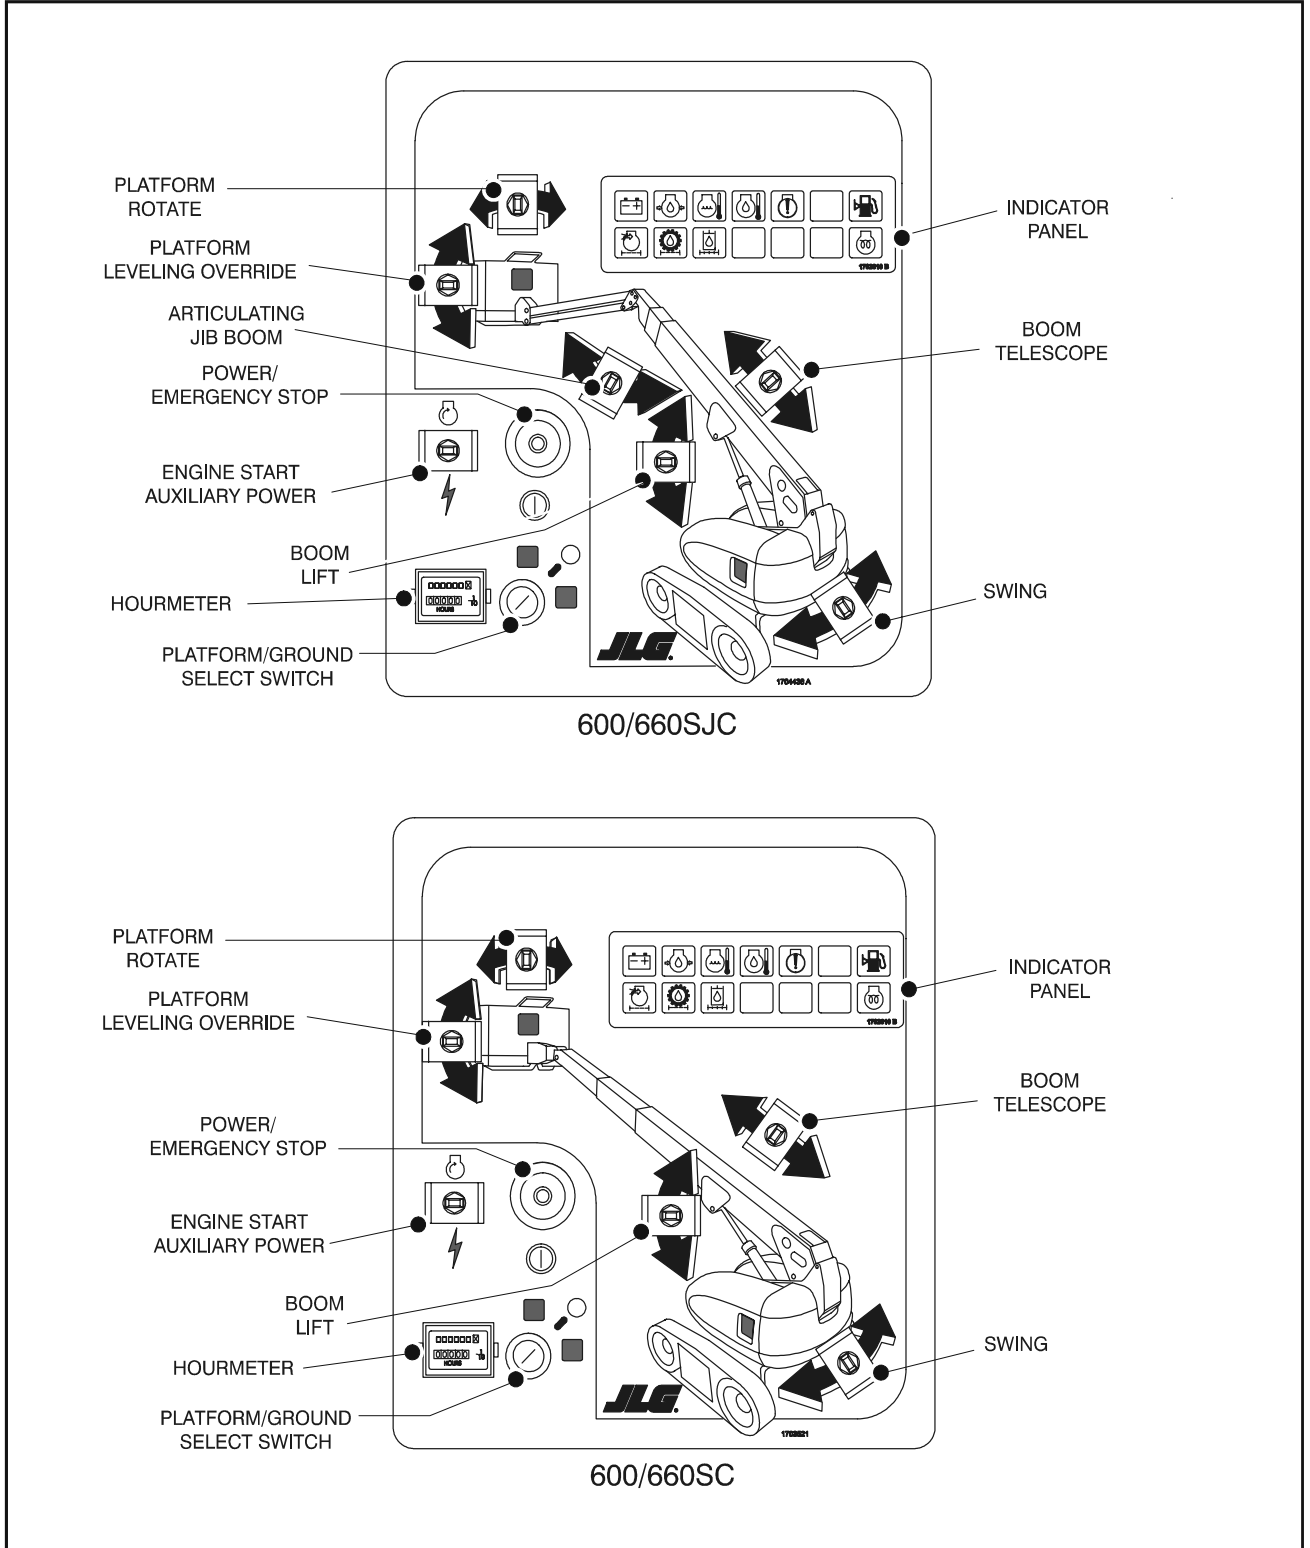 PLATFORM
ROTATE
PLATFORM
LEVELING OVERRIDE
ARTICULATING
JIB BOOM
POWER/
EMERGENCY STOP
ENGINE START
AUXILIARY POWER
BOOM
LIFT
HOURMETER
PLATFORM/GROUND
SELECT SWITCH
INDICATOR
PANEL
BOOM
TELESCOPE
SWING
HOURS
JLG.
1704436 A
600/660SJC
PLATFORM
ROTATE
PLATFORM
LEVELING OVERRIDE
POWER/
EMERGENCY STOP
ENGINE START
AUXILIARY POWER
BOOM
LIFT
HOURMETER
PLATFORM/GROUND
SELECT SWITCH
INDICATOR
PANEL
BOOM
TELESCOPE
SWING
HOURS
JLG.
600/660SC